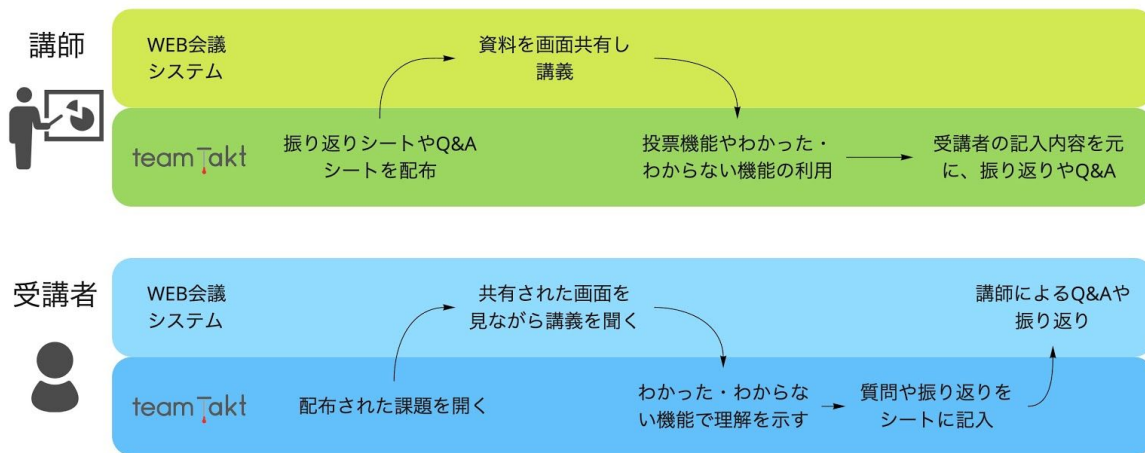 講師
WEB会議
システム
資料を画面共有し
講義
teamTakt
振り返りシートやQ&A
シートを配布
投票機能やわかった・
わからない機能の利用
受講者の記入内容を元
に、振り返りやQ&A
受講者
WEB会議
システム
共有された画面を
見ながら講義を聞く
講師によるQ&Aや
振り返り
teamTakt
配布された課題を開く
わかった・わからな
い機能で理解を示す
質問や振り返りを
シートに記入